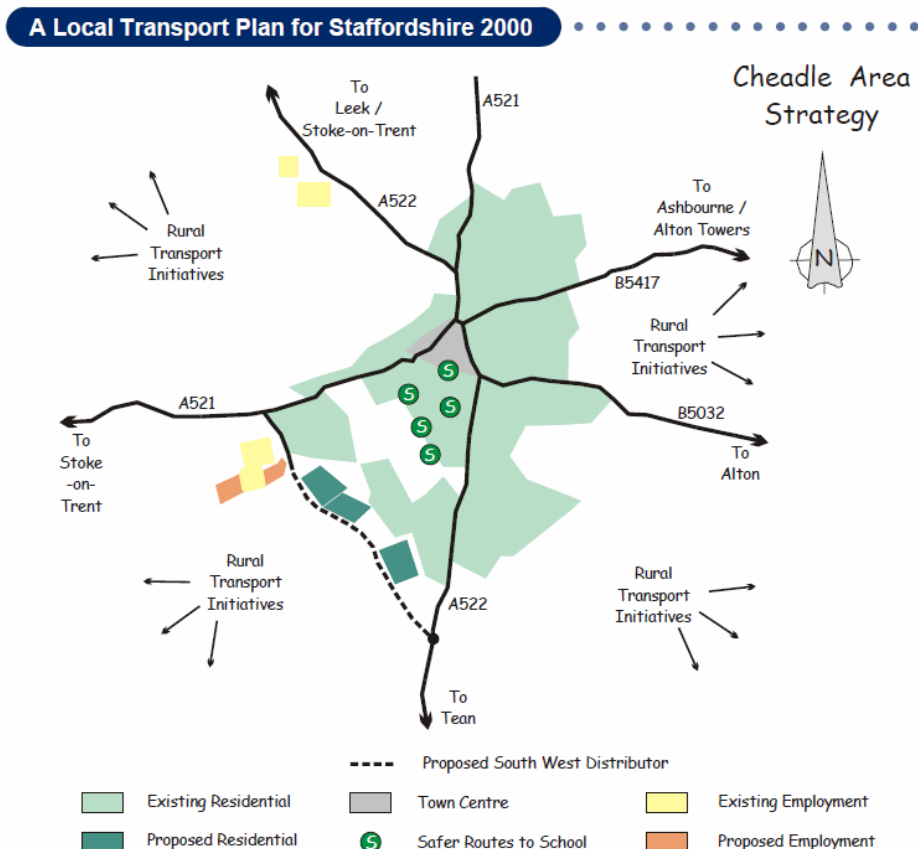 A Local Transport Plan for Staffordshire 2000
Cheadle Area
Strategy
To
Leek /
Stoke-on-Trent
A521
A522
To
Ashbourne /
Alton Towers
N
B5417
Rural
Transport
Initiatives
Rural
Transport
Initiatives
S
S
S
S
S
A521
B5032
To
Stoke
-on-
Trent
To
Alton
Rural
Transport
Initiatives
Rural
Transport
Initiatives
A522
To
Tean
Proposed South West Distributor
Existing Residential
Town Centre
Existing Employment
Proposed Residential
S
Safer Routes to School
Proposed Employment